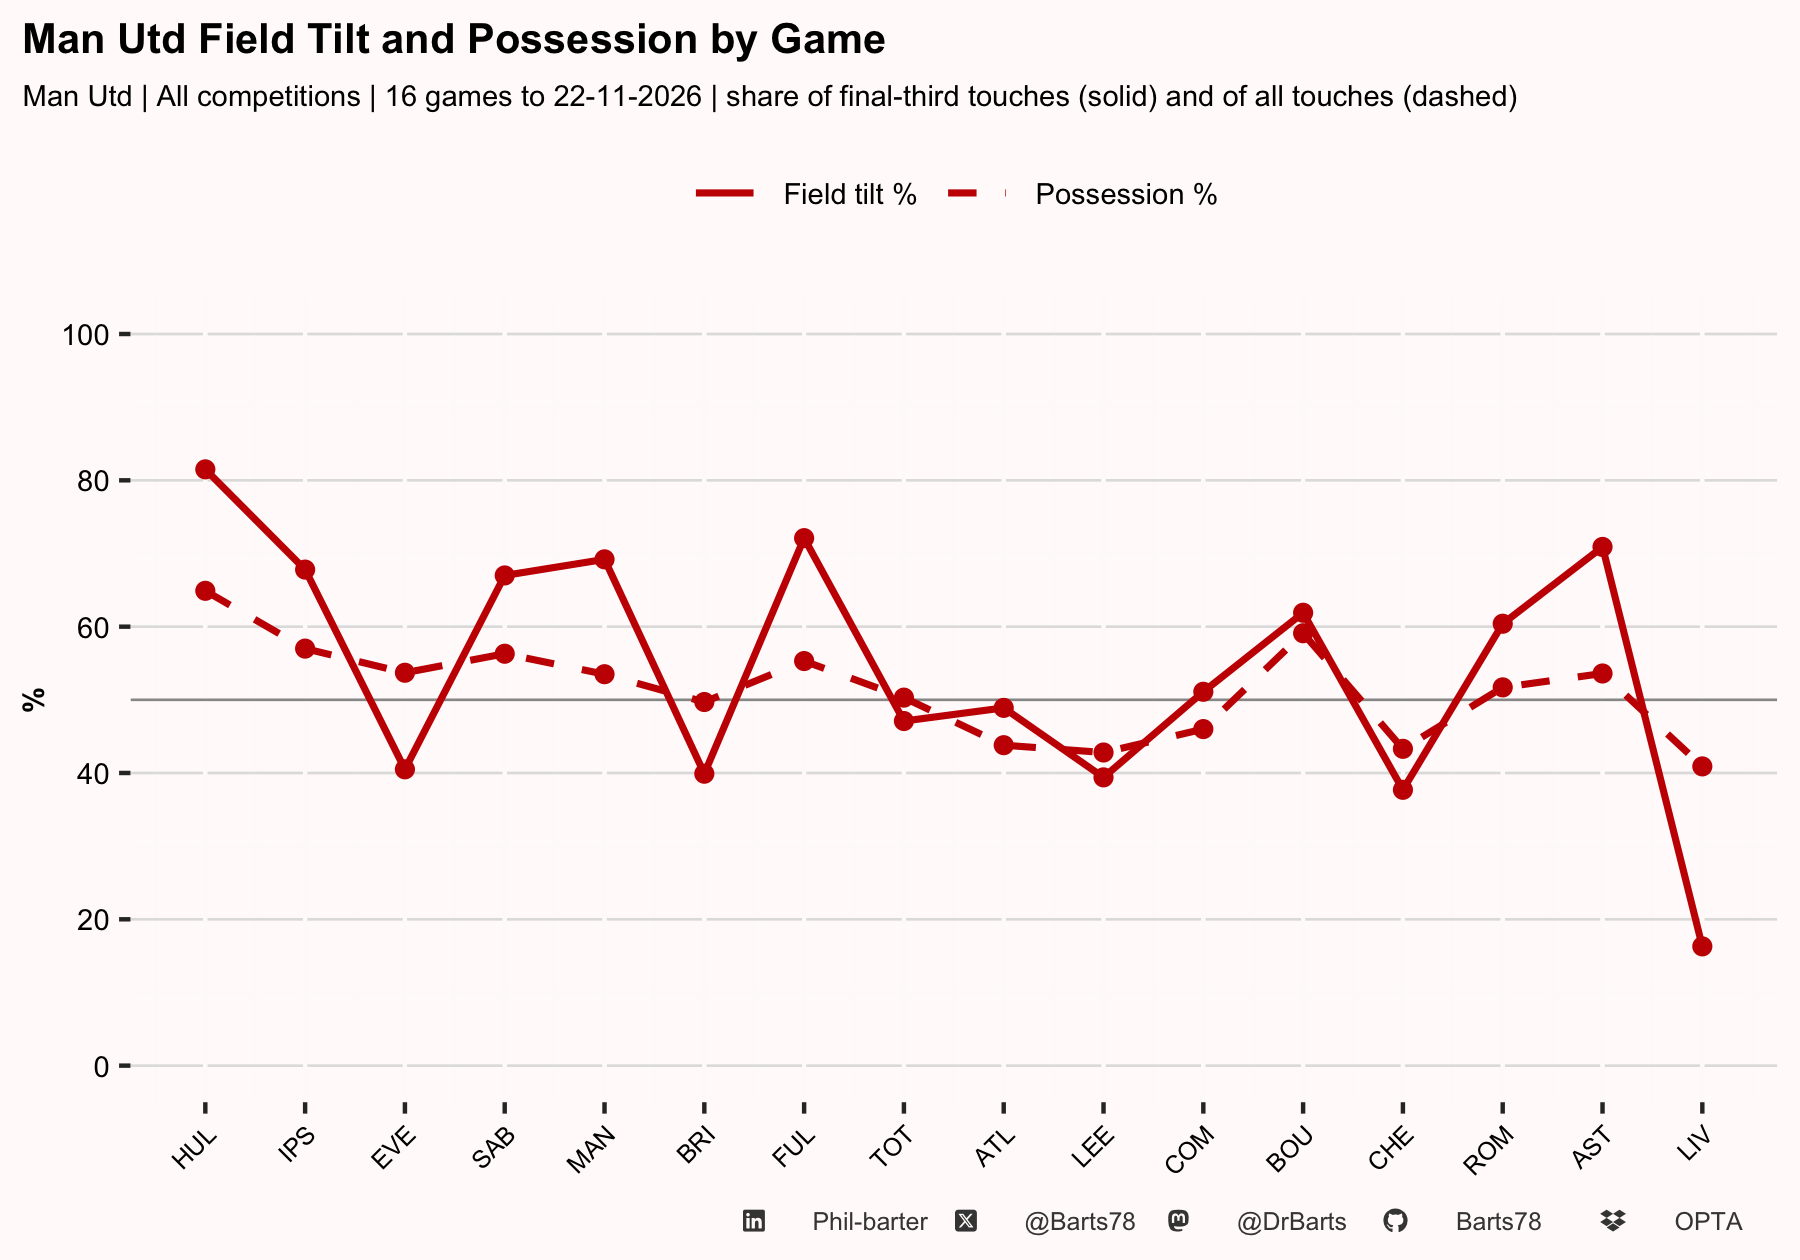 Man Utd Field Tilt and Possession by Game
Man Utd | All competitions | 16 games to 22-11-2026 | share of final-third touches (solid) and of all touches (dashed)
Field tilt % Possession %
100
80
60
40
20
0
%
HUL IPS EVE SAB MAN BRI FUL TOT ATL LEE COM BOU CHE ROM AST LIV
Phil-barter @Barts78 @DrBarts Barts78 OPTA